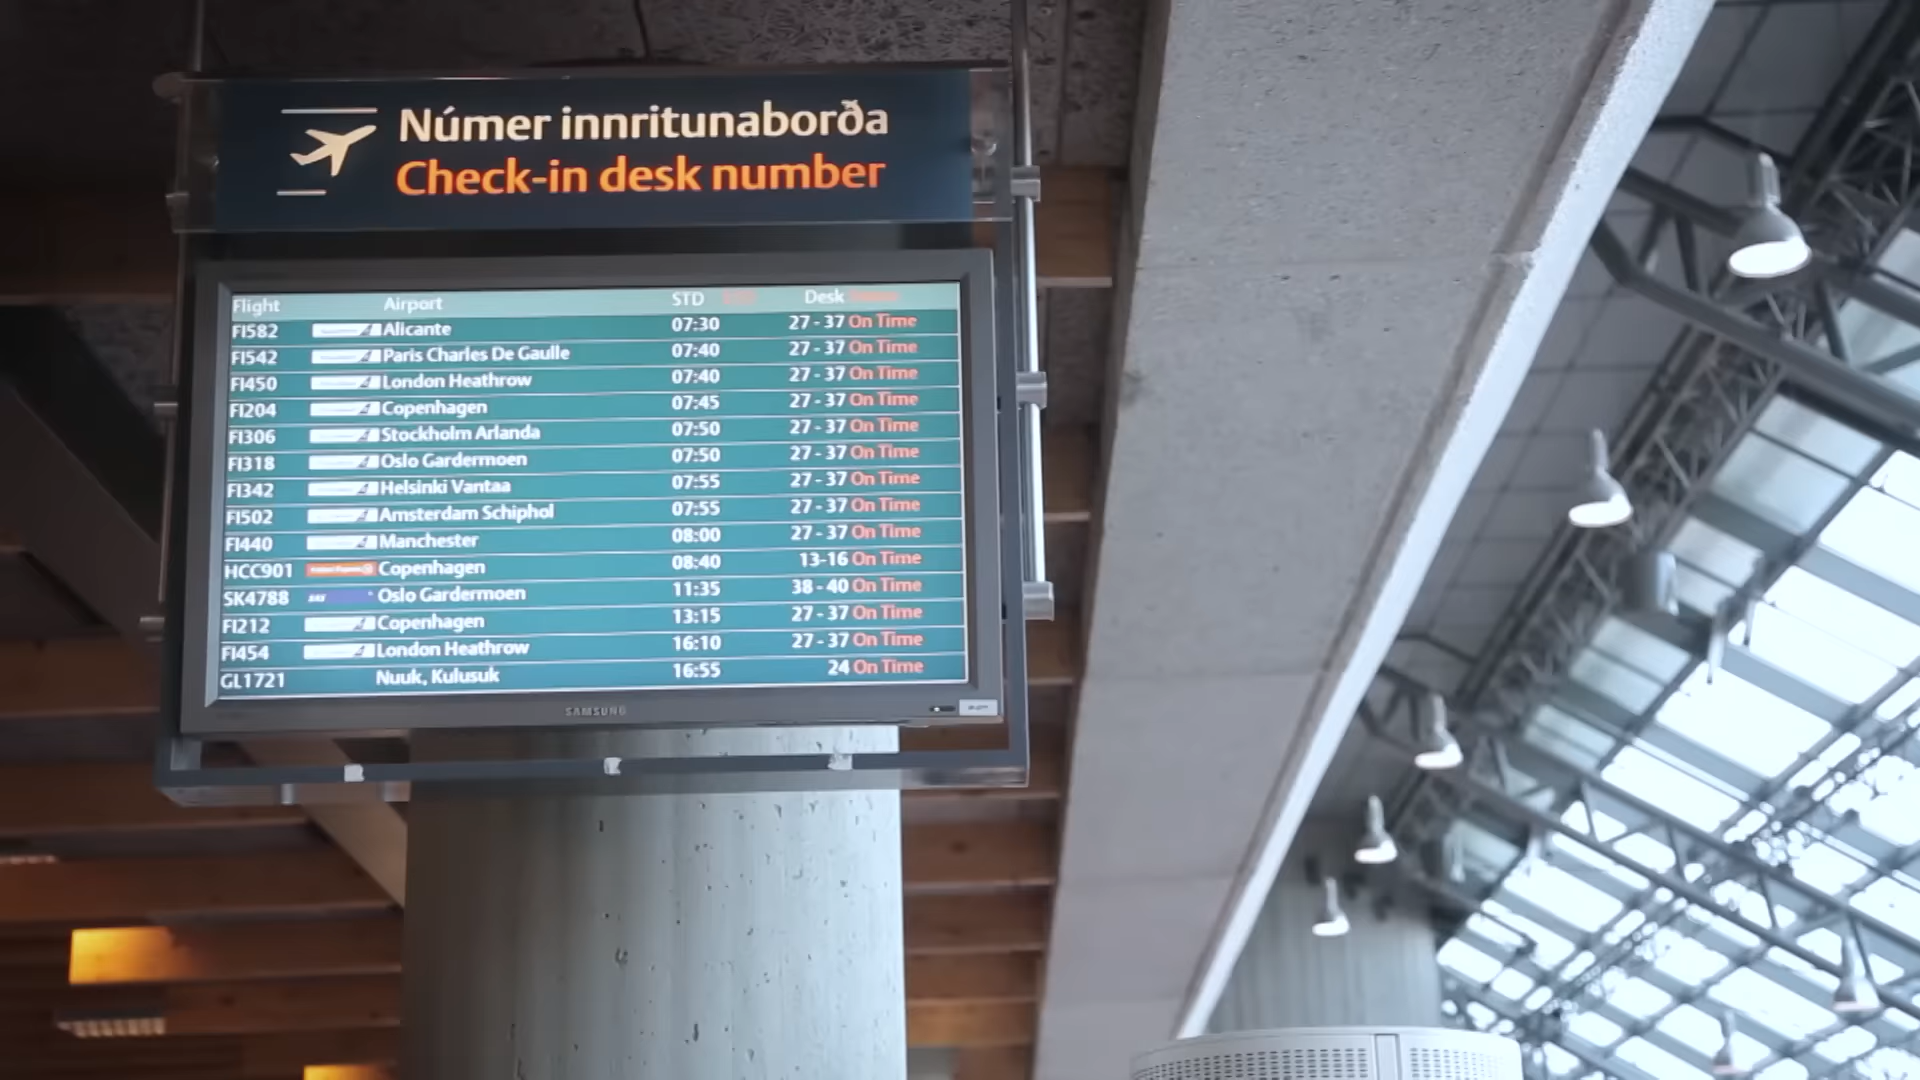 Númer innritunaborða
Check-in desk number
Flight Airport STD Desk
FI582 Alicante 07:30 27 - 37 On Time
FI542 Paris Charles De Gaulle 07:40 27 - 37 On Time
FI450 London Heathrow 07:40 27 - 37 On Time
FI204 Copenhagen 07:45 27 - 37 On Time
FI306 Stockholm Arlanda 07:50 27 - 37 On Time
FI318 Oslo Gardermoen 07:50 27 - 37 On Time
FI342 Helsinki Vantaa 07:55 27 - 37 On Time
FI502 Amsterdam Schiphol 07:55 27 - 37 On Time
FI440 Manchester 08:00 27 - 37 On Time
HCC901 Copenhagen 08:40 13-16 On Time
SK4788 SAS Oslo Gardermoen 11:35 38 - 40 On Time
FI212 Copenhagen 13:15 27 - 37 On Time
FI454 London Heathrow 16:10 27 - 37 On Time
GL1721 Nuuk, Kulusuk 16:55 24 On Time
SAMSUNG